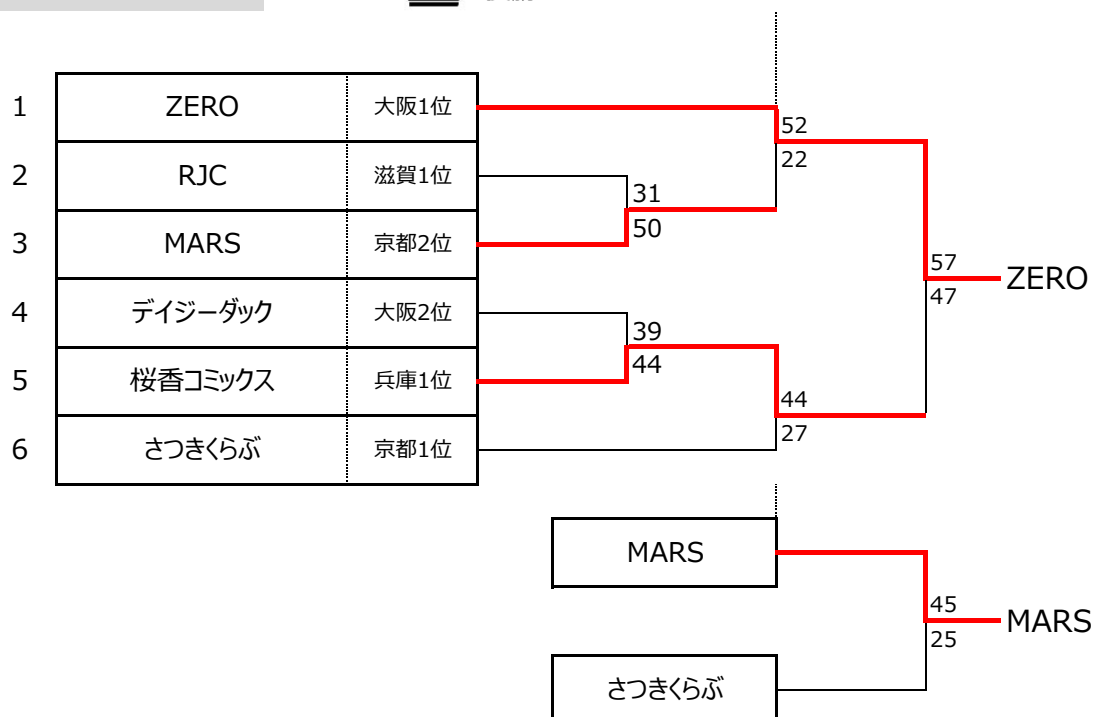 1 ZERO 大阪1位
52
22
2 RJC 滋賀1位
31
50
3 MARS 京都2位
57
47
ZERO
4 デイジーダック 大阪2位
39
44
5 桜香コミックス 兵庫1位
44
27
6 さつきくらぶ 京都1位
MARS
45
25
MARS
さつきくらぶ